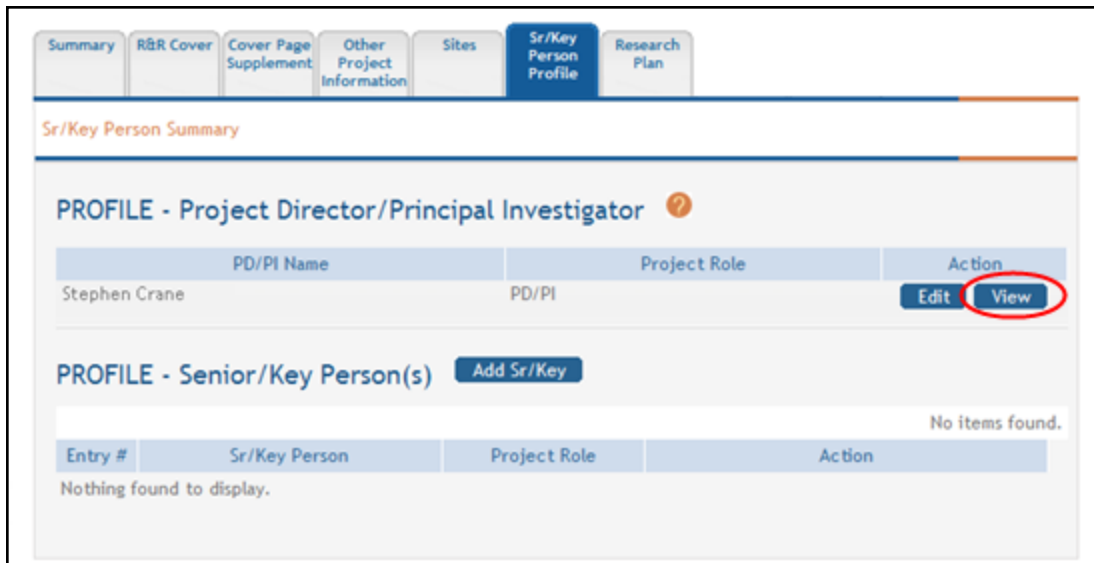 Summary
R&R Cover
Cover Page
Supplement
Other
Project
Information
Sites
Sr/Key
Person
Profile
Research
Plan
Sr/Key Person Summary
PROFILE - Project Director/Principal Investigator ?
PD/PI Name Project Role Action
Stephen Crane PD/PI Edit View
PROFILE - Senior/Key Person(s) Add Sr/Key
No items found.
Entry # Sr/Key Person Project Role Action
Nothing found to display.